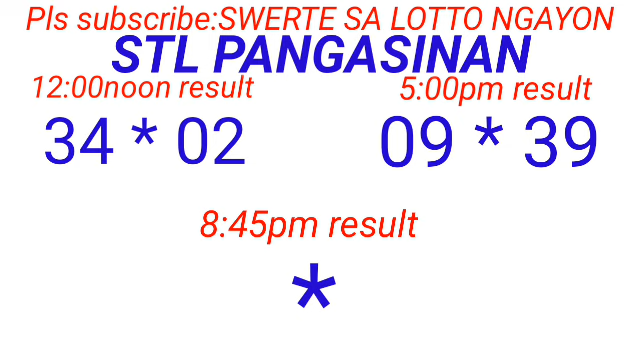 Pls subscribe:SWERTE SA LOTTO NGAYON
STL PANGASINAN
12:00noon result
34 * 02
5:00pm result
09 * 39
8:45pm result
*